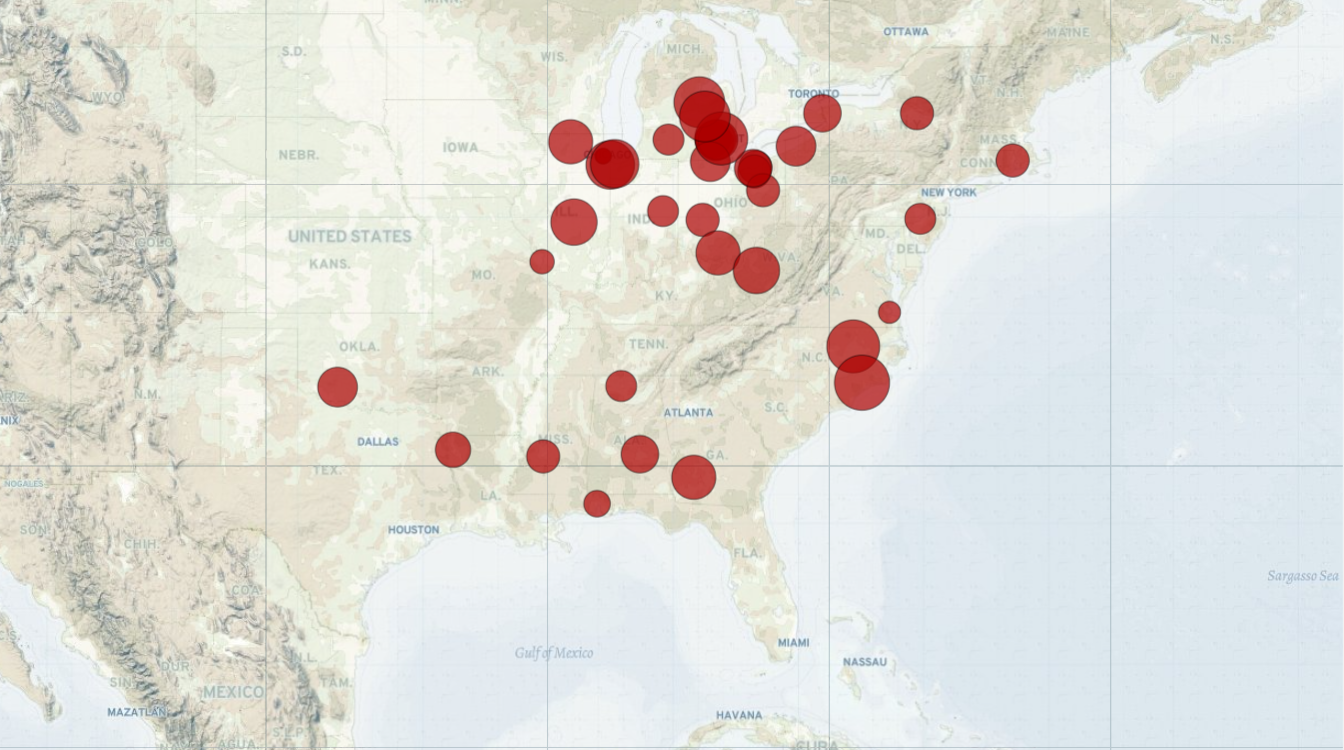 OTTAWA
MAINE
N.S.
MICH.
WIS.
S.D.
WYO.
TORONTO
VT.
N.H.
NEBR.
IOWA
MASS.
CONN.
PA.
NEW YORK
OHIO
N.J.
ILL.
IND.
UNITED STATES
COLO.
MD.
DEL.
KANS.
MO.
W.VA.
VA.
KY.
OKLA.
TENN.
N.C.
ARK.
N.M.
ATLANTA
S.C.
DALLAS
MISS.
GA.
TEX.
NOGALES
LA.
HOUSTON
SON.
CHIH.
FLA.
Sargasso Sea
COA.
MIAMI
Gulf of Mexico
NASSAU
N.L.
DUR.
SIN.
TAM.
MEXICO
MAZATLAN
HAVANA
AGUA.
CUBA